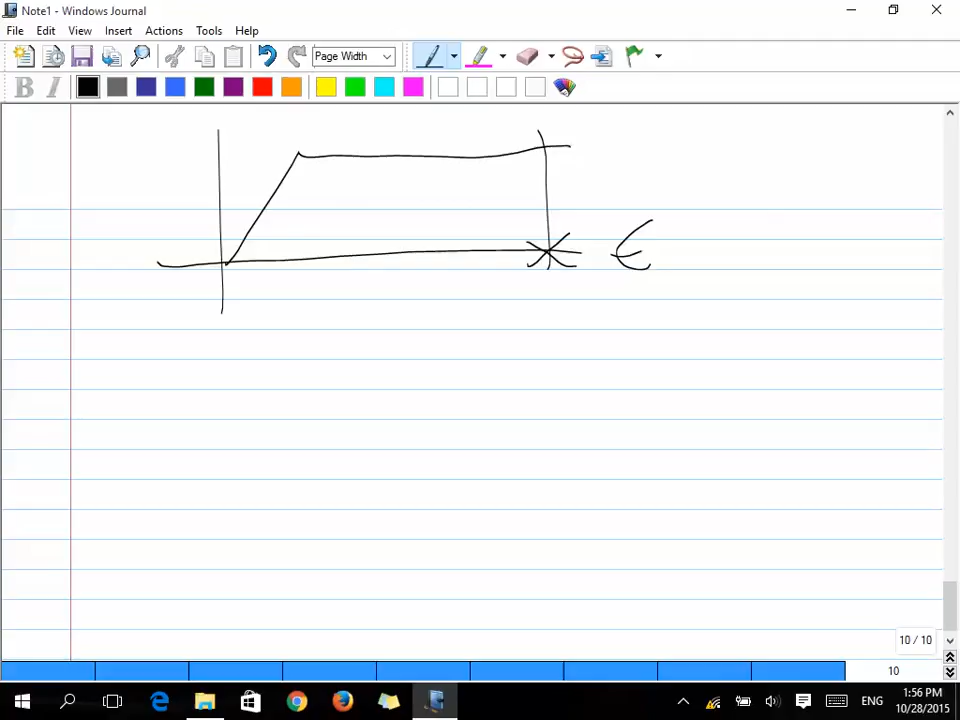 Note1 - Windows Journal
File Edit View Insert Actions Tools Help
Page Width
B I
€
10 / 10
10
ENG
1:56 PM
10/28/2015